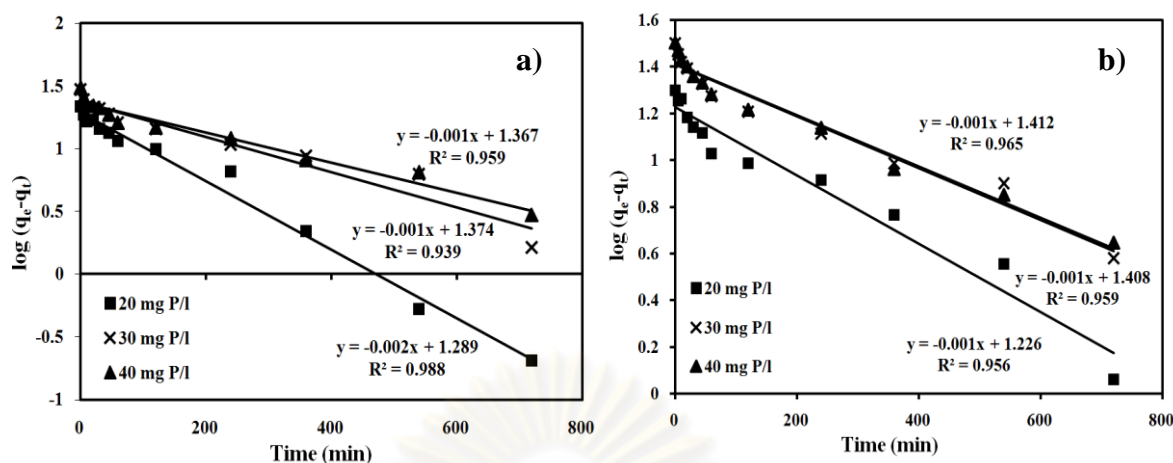 a)
log (qe-qt)
2
1.5
1
0.5
0
-0.5
-1
0 200 400 600 800
Time (min)
y = -0.001x + 1.367
R² = 0.959
y = -0.001x + 1.374
R² = 0.939
y = -0.002x + 1.289
R² = 0.988
20 mg P/l
30 mg P/l
40 mg P/l
b)
log (qe-qt)
1.6
1.4
1.2
1
0.8
0.6
0.4
0.2
0
0 200 400 600 800
Time (min)
y = -0.001x + 1.412
R² = 0.965
y = -0.001x + 1.408
R² = 0.959
y = -0.001x + 1.226
R² = 0.956
20 mg P/l
30 mg P/l
40 mg P/l